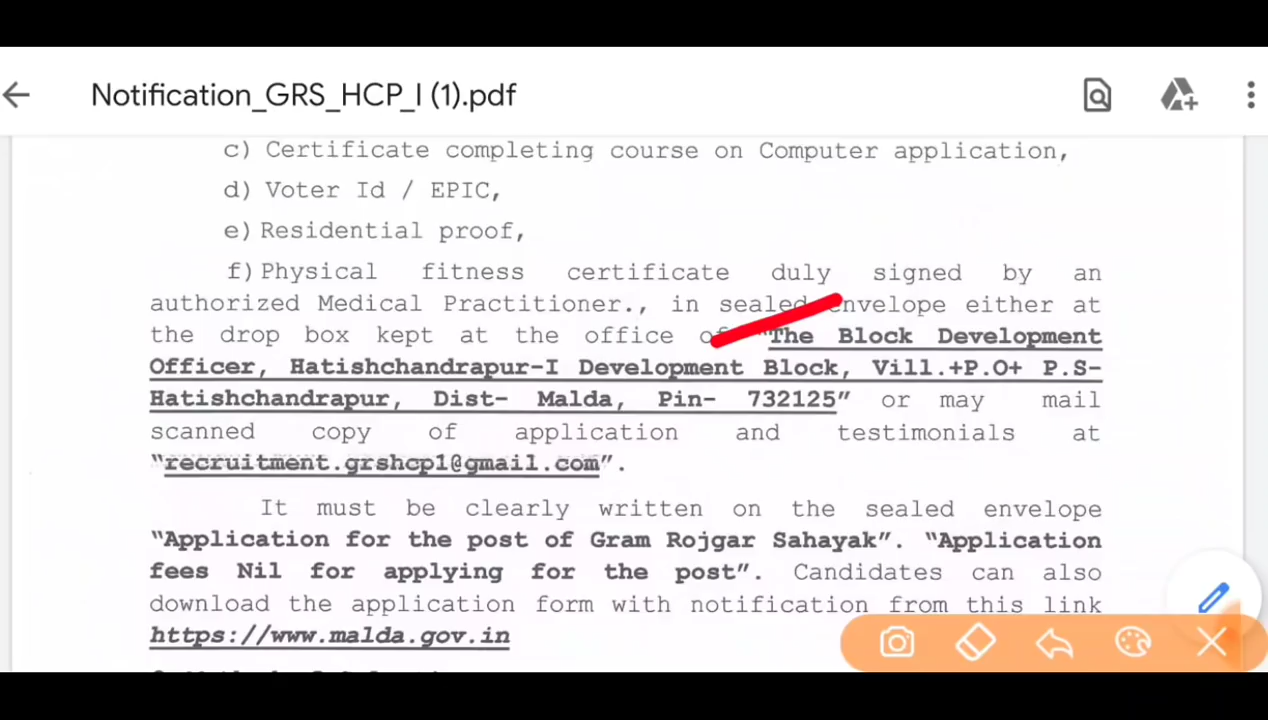 Notification_GRS_HCP_I (1).pdf
c) Certificate completing course on Computer application,
d) Voter Id / EPIC,
e) Residential proof,
f) Physical fitness certificate duly signed by an
authorized Medical Practitioner., in sealed envelope either at
the drop box kept at the office of "The Block Development
Officer, Hatishchandrapur-I Development Block, Vill.+P.O+ P.S-
Hatishchandrapur, Dist- Malda, Pin- 732125" or may mail
scanned copy of application and testimonials at
"recruitment.grshcp1@gmail.com".
It must be clearly written on the sealed envelope
"Application for the post of Gram Rojgar Sahayak". "Application
fees Nil for applying for the post". Candidates can also
download the application form with notification from this link
https://www.malda.gov.in